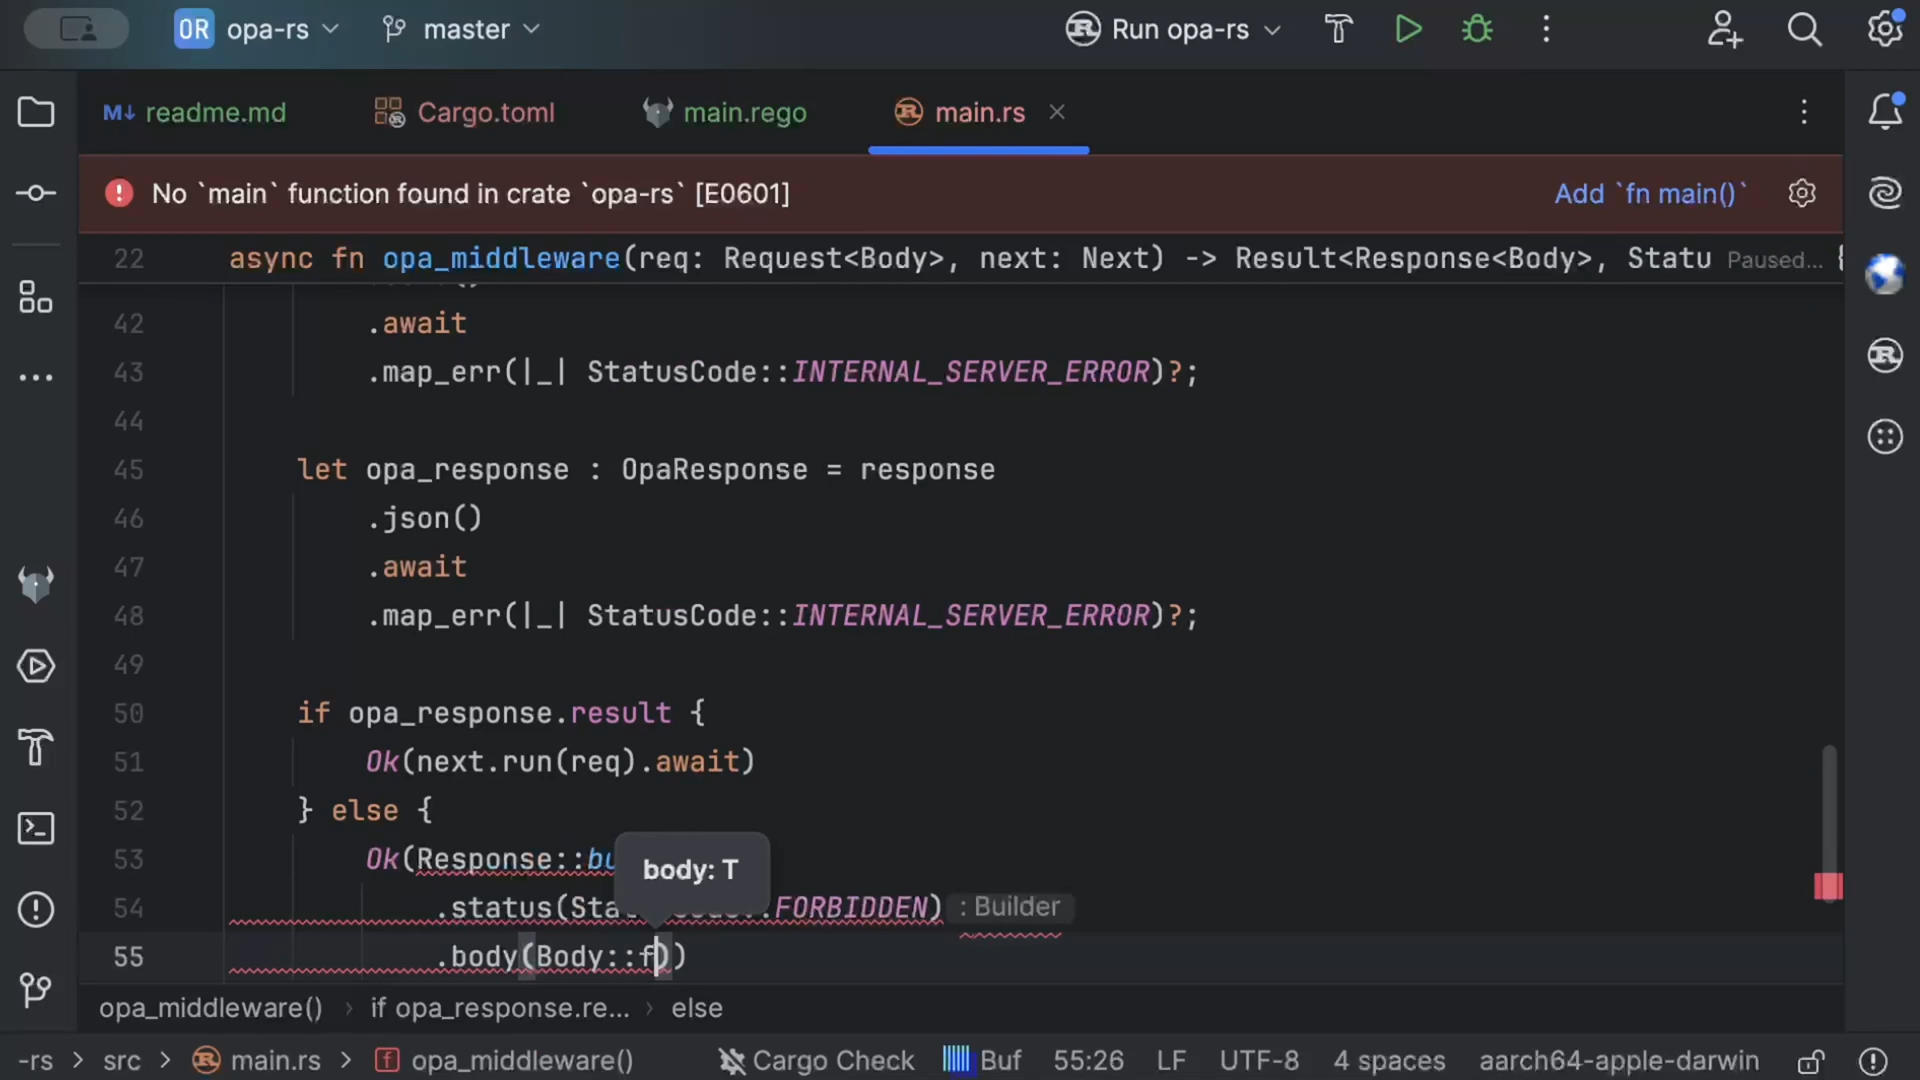 OR opa-rs master Run opa-rs
M↓ readme.md Cargo.toml main.rego main.rs
No `main` function found in crate `opa-rs` [E0601] Add `fn main()`
22 async fn opa_middleware(req: Request<Body>, next: Next) -> Result<Response<Body>, Statu Paused... {
42 .await
43 .map_err(|_| StatusCode::INTERNAL_SERVER_ERROR)?;
44
45 let opa_response : OpaResponse = response
46 .json()
47 .await
48 .map_err(|_| StatusCode::INTERNAL_SERVER_ERROR)?;
49
50 if opa_response.result {
51 Ok(next.run(req).await)
52 } else {
53 Ok(Response::bu
body: T
54 .status(Sta FORBIDDEN) : Builder
55 .body(Body::f))
opa_middleware() › if opa_response.re... › else
-rs > src > main.rs > f opa_middleware() Cargo Check Buf 55:26 LF UTF-8 4 spaces aarch64-apple-darwin